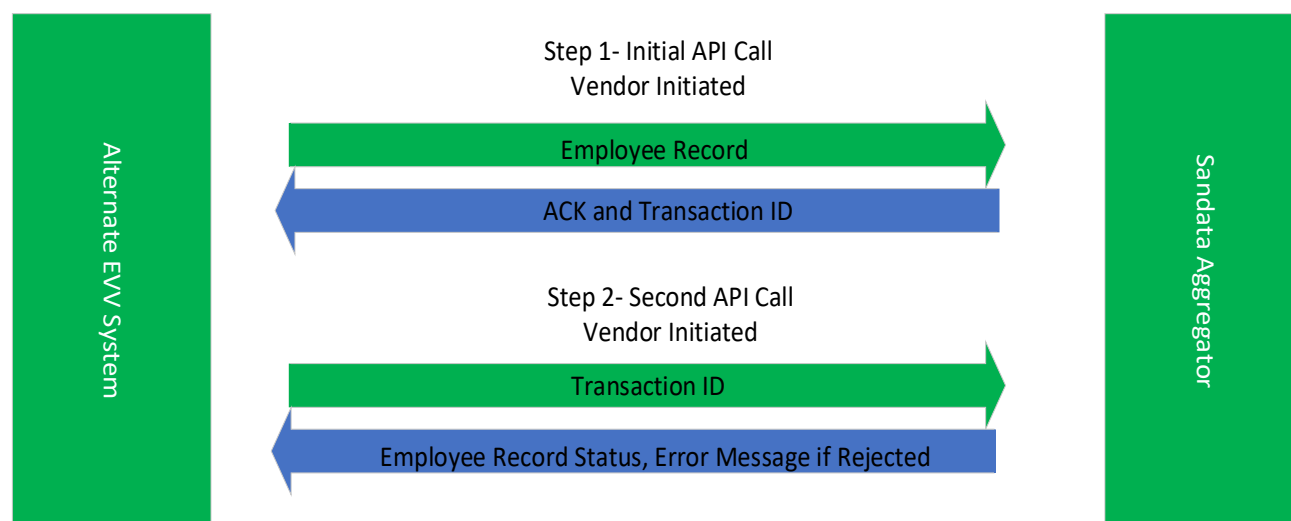 Alternate EVV System
Step 1- Initial API Call
Vendor Initiated
Employee Record
ACK and Transaction ID
Step 2- Second API Call
Vendor Initiated
Transaction ID
Employee Record Status, Error Message if Rejected
Sandata Aggregator